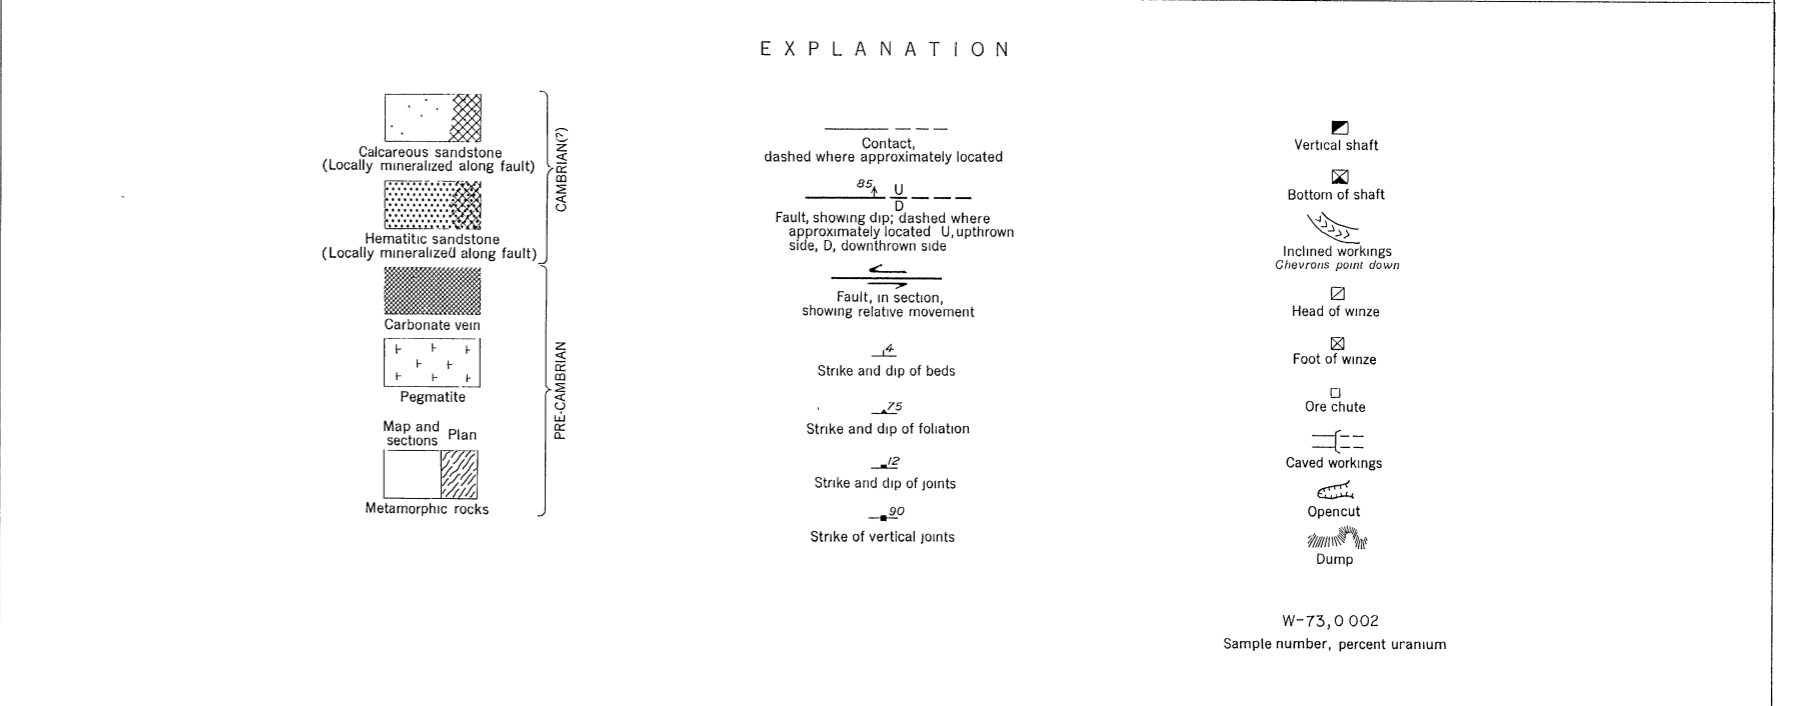 EXPLANATION
Calcareous sandstone
(Locally mineralized along fault)
Hematitic sandstone
(Locally mineralized along fault)
CAMBRIAN(?)
Carbonate vein
Pegmatite
Map and
sections
Plan
Metamorphic rocks
PRE-CAMBRIAN
Contact,
dashed where approximately located
85
U
D
Fault, showing dip; dashed where
approximately located U, upthrown
side, D, downthrown side
Fault, in section,
showing relative movement
4
Strike and dip of beds
75
Strike and dip of foliation
12
Strike and dip of joints
90
Strike of vertical joints
Vertical shaft
Bottom of shaft
Inclined workings
Chevrons point down
Head of winze
Foot of winze
Ore chute
Caved workings
Opencut
Dump
W-73,0 002
Sample number, percent uranium